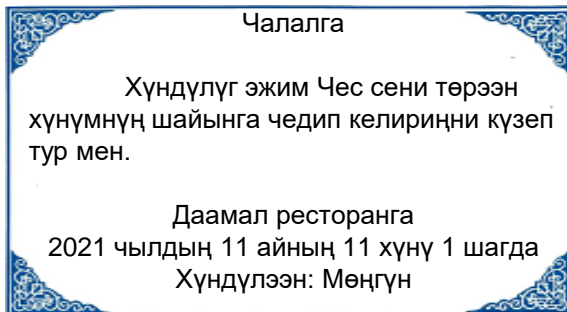 Чалалга
Хүндүлүг эжим Чес сени төрээн
хүнүмнүң шайынга чедип келириңни күзеп
тур мен.
Даамал ресторанга
2021 чылдың 11 айның 11 хүнү 1 шагда
Хүндүлээн: Мөңгүн